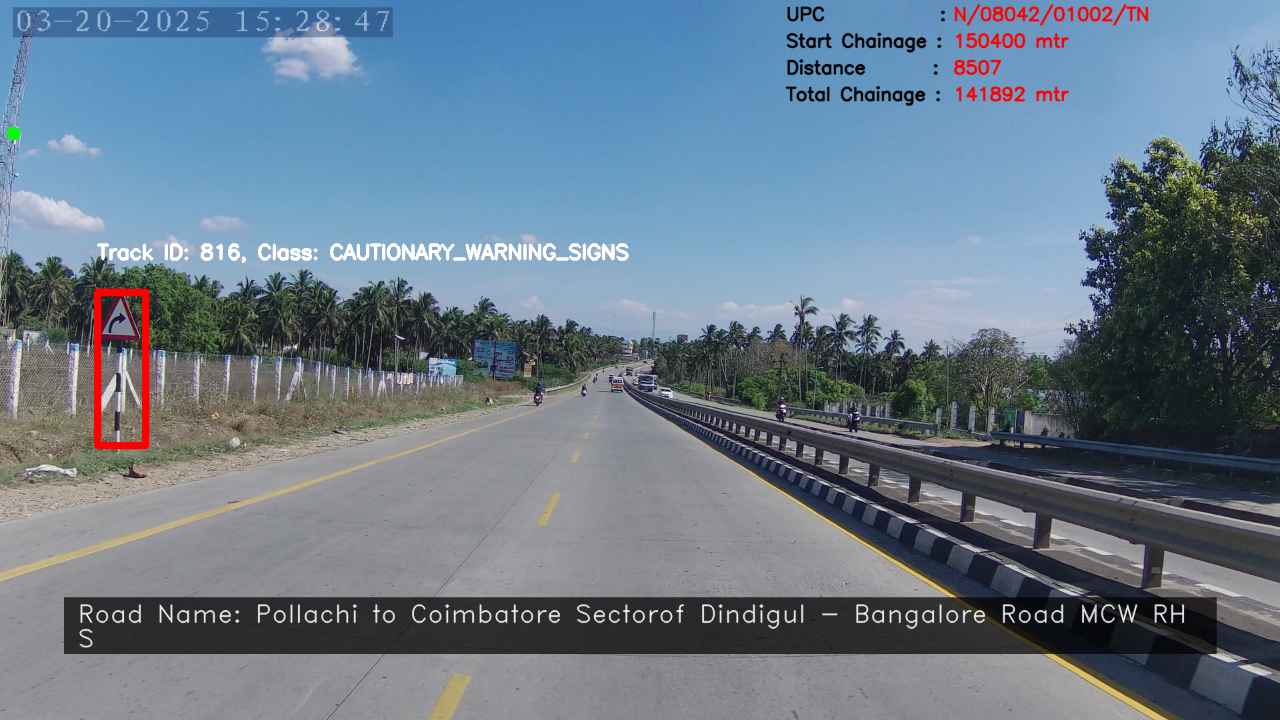 03-20-2025 15:28:47
UPC : N/08042/01002/TN
Start Chainage : 150400 mtr
Distance : 8507
Total Chainage : 141892 mtr
Track ID: 816, Class: CAUTIONARY_WARNING_SIGNS
Road Name: Pollachi to Coimbatore Sectorof Dindigul - Bangalore Road MCW RH
S